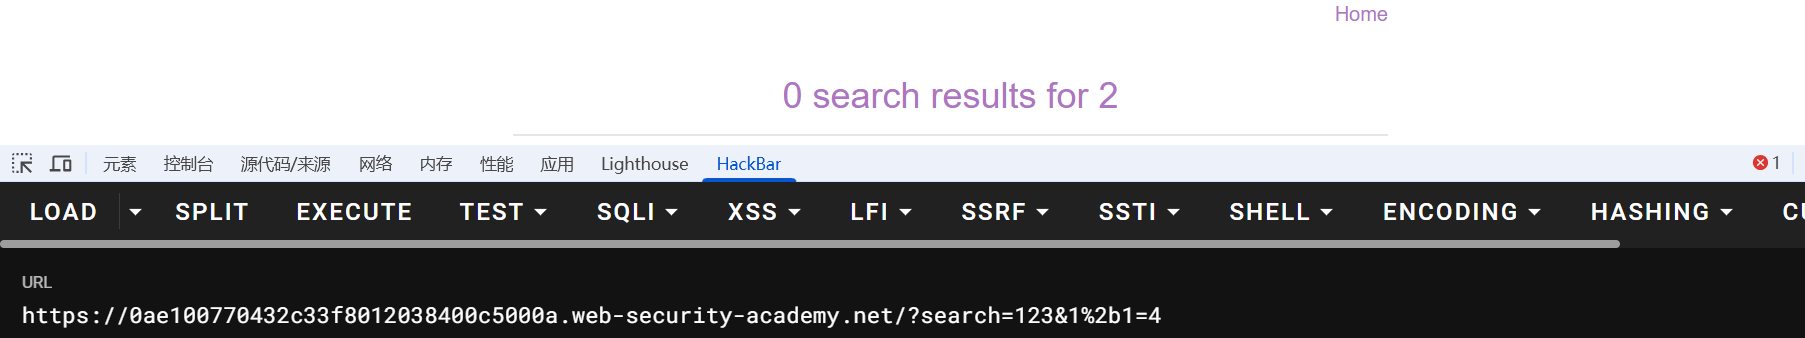 Home
0 search results for 2
元素 控制台 源代码/来源 网络 内存 性能 应用 Lighthouse HackBar 1
LOAD SPLIT EXECUTE TEST SQLI XSS LFI SSRF SSTI SHELL ENCODING HASHING CU
URL
https://0ae100770432c33f8012038400c5000a.web-security-academy.net/?search=123&1%2b1=4